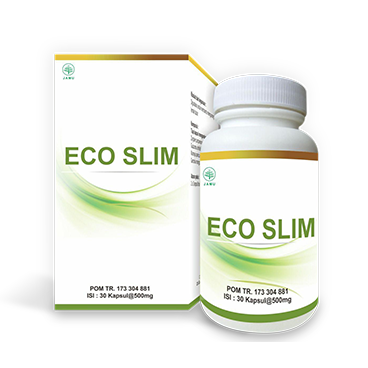 JAMU
ECO SLIM
POM TR. 173 304 881
ISI : 30 Kapsul@500mg
JAMU
ECO SLIM
POM TR. 173 304 881
ISI : 30 Kapsul@500mg